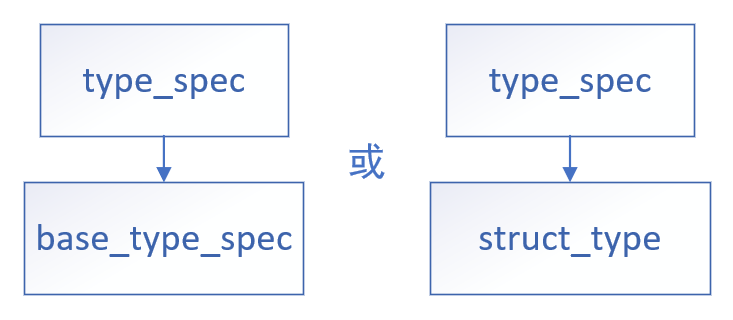 type_spec
type_spec
或
base_type_spec
struct_type